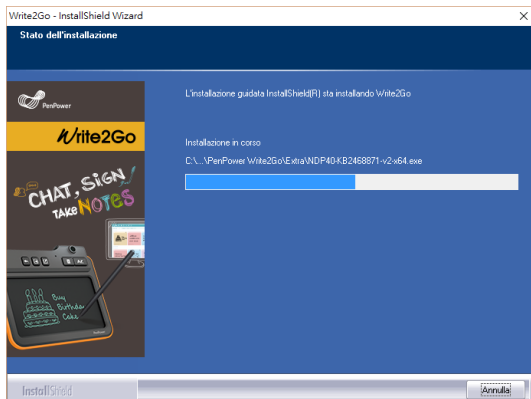 Write2Go - InstallShield Wizard
Stato dell'installazione
L'installazione guidata InstallShield(R) sta installando Write2Go
PenPower
Write2Go
Installazione in corso
C:\...\PenPower Write2Go\Extra\NDP40-KB2468871-v2-x64.exe
CHAT, SIGN/
TAKE NOTES
Buy
Birthday
Cake
InstallShield
Annulla